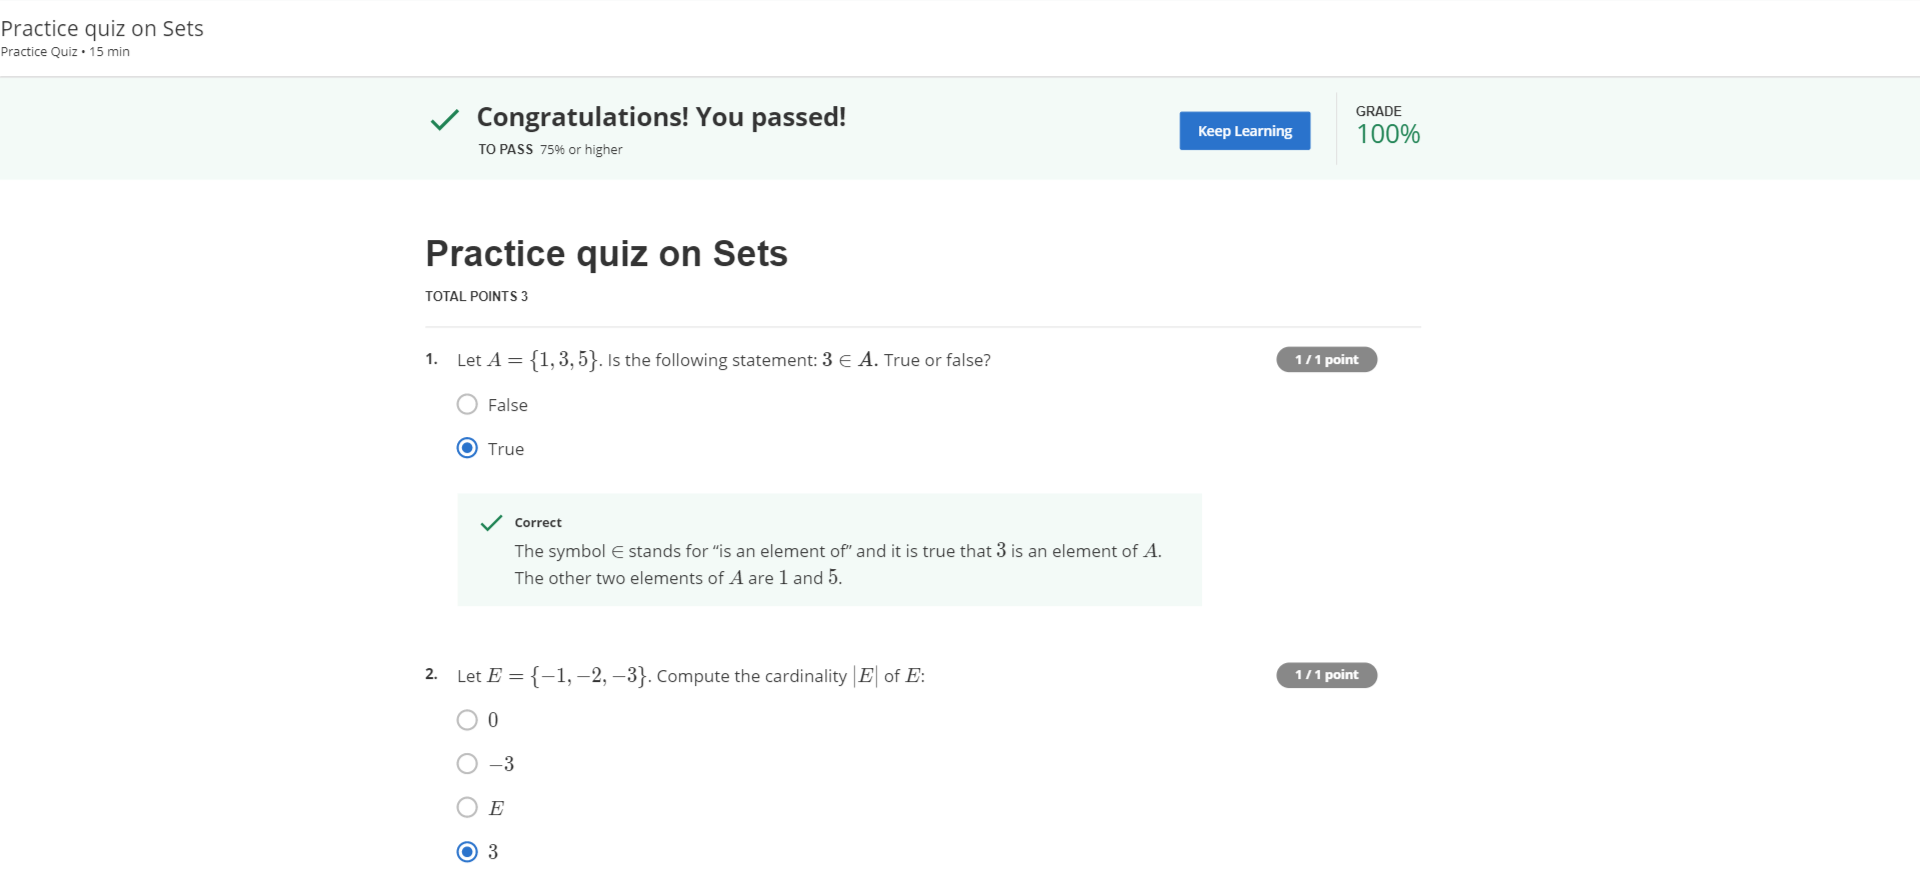 Practice quiz on Sets
Practice Quiz • 15 min
Congratulations! You passed!
TO PASS 75% or higher
Keep Learning
GRADE
100%
Practice quiz on Sets
TOTAL POINTS 3
1. Let A = {1, 3, 5}. Is the following statement: 3 ∈ A. True or false?
1 / 1 point
False
True
Correct
The symbol ∈ stands for “is an element of” and it is true that 3 is an element of A.
The other two elements of A are 1 and 5.
2. Let E = {−1, −2, −3}. Compute the cardinality |E| of E:
1 / 1 point
0
−3
E
3